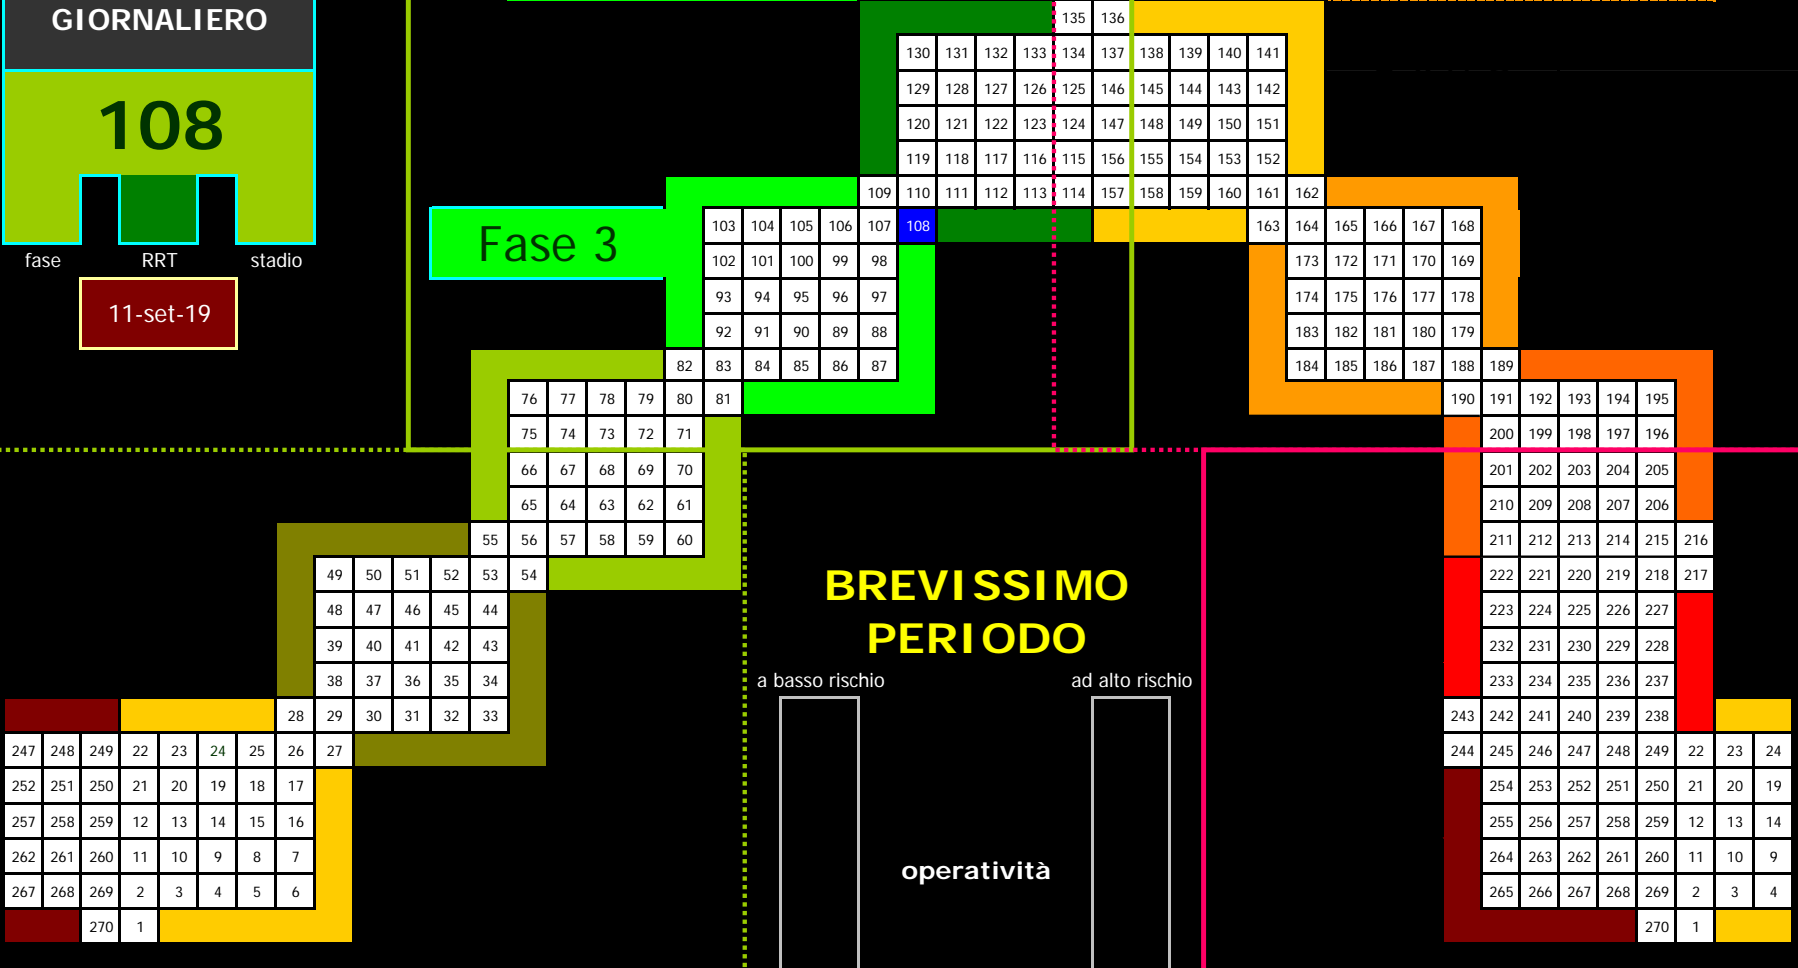 GIORNALIERO
108
fase RRT stadio
11-set-19
Fase 3
135 136
130 131 132 133 134 137 138 139 140 141
129 128 127 126 125 146 145 144 143 142
120 121 122 123 124 147 148 149 150 151
119 118 117 116 115 156 155 154 153 152
109 110 111 112 113 114 157 158 159 160 161 162
103 104 105 106 107 108 163 164 165 166 167 168
102 101 100 99 98 173 172 171 170 169
93 94 95 96 97 174 175 176 177 178
92 91 90 89 88 183 182 181 180 179
82 83 84 85 86 87 184 185 186 187 188 189
76 77 78 79 80 81 190 191 192 193 194 195
75 74 73 72 71 200 199 198 197 196
66 67 68 69 70 201 202 203 204 205
65 64 63 62 61 210 209 208 207 206
55 56 57 58 59 60 211 212 213 214 215 216
49 50 51 52 53 54 222 221 220 219 218 217
48 47 46 45 44 223 224 225 226 227
39 40 41 42 43 232 231 230 229 228
38 37 36 35 34 233 234 235 236 237
28 29 30 31 32 33 243 242 241 240 239 238
247 248 249 22 23 24 25 26 27 244 245 246 247 248 249 22 23 24
252 251 250 21 20 19 18 17 254 253 252 251 250 21 20 19
257 258 259 12 13 14 15 16 255 256 257 258 259 12 13 14
262 261 260 11 10 9 8 7 264 263 262 261 260 11 10 9
267 268 269 2 3 4 5 6 265 266 267 268 269 2 3 4
270 1 270 1
BREVISSIMO
PERIODO
a basso rischio ad alto rischio
operatività